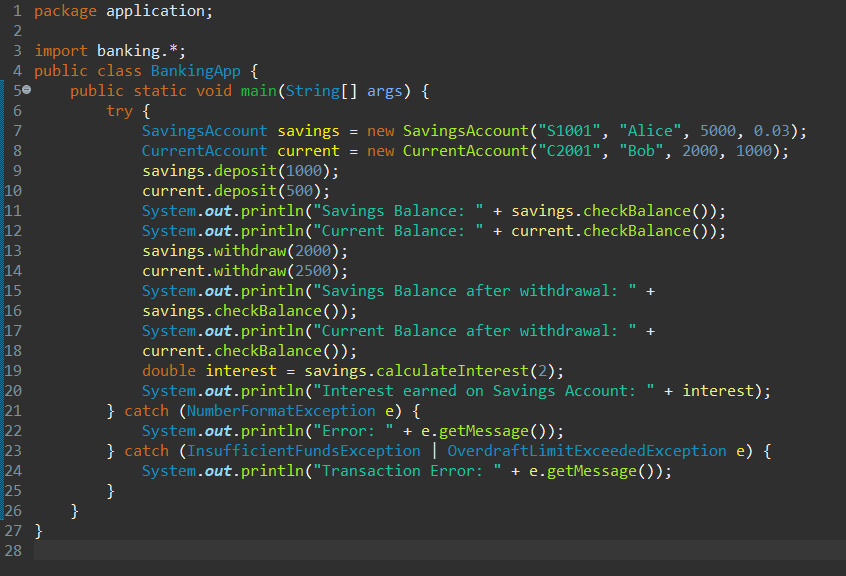 1 package application;
2
3 import banking.*;
4 public class BankingApp {
5 public static void main(String[] args) {
6 try {
7 SavingsAccount savings = new SavingsAccount("S1001", "Alice", 5000, 0.03);
8 CurrentAccount current = new CurrentAccount("C2001", "Bob", 2000, 1000);
9 savings.deposit(1000);
10 current.deposit(500);
11 System.out.println("Savings Balance: " + savings.checkBalance());
12 System.out.println("Current Balance: " + current.checkBalance());
13 savings.withdraw(2000);
14 current.withdraw(2500);
15 System.out.println("Savings Balance after withdrawal: " +
16 savings.checkBalance());
17 System.out.println("Current Balance after withdrawal: " +
18 current.checkBalance());
19 double interest = savings.calculateInterest(2);
20 System.out.println("Interest earned on Savings Account: " + interest);
21 } catch (NumberFormatException e) {
22 System.out.println("Error: " + e.getMessage());
23 } catch (InsufficientFundsException | OverdraftLimitExceededException e) {
24 System.out.println("Transaction Error: " + e.getMessage());
25 }
26 }
27 }
28